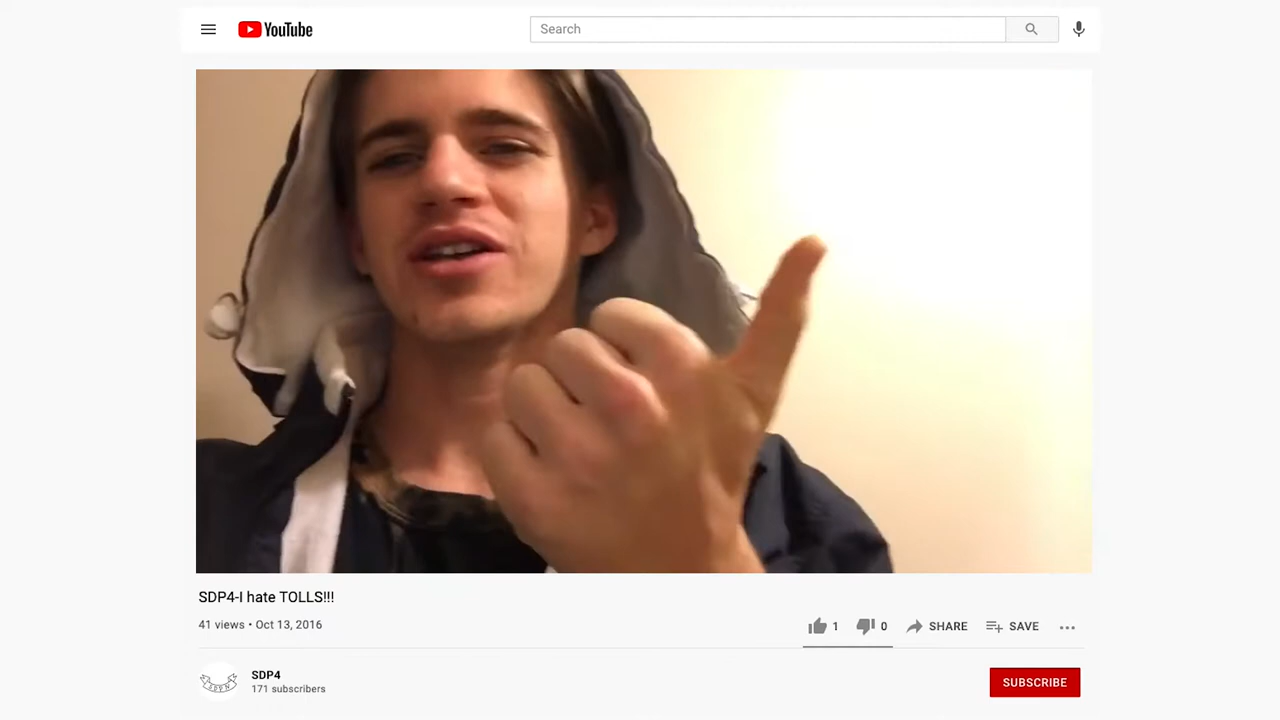 YouTube
Search
SDP4-I hate TOLLS!!!
41 views • Oct 13, 2016
1
0
SHARE
SAVE
SDP4
171 subscribers
SUBSCRIBE